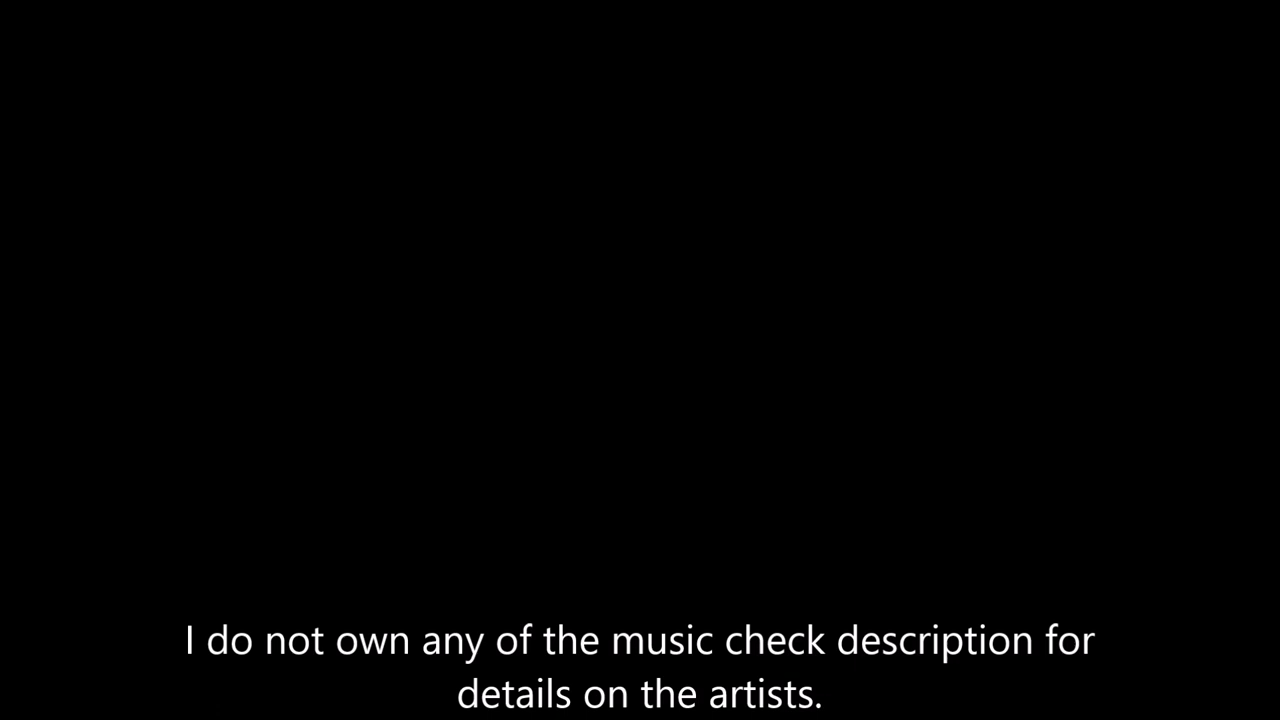 I do not own any of the music check description for
details on the artists.